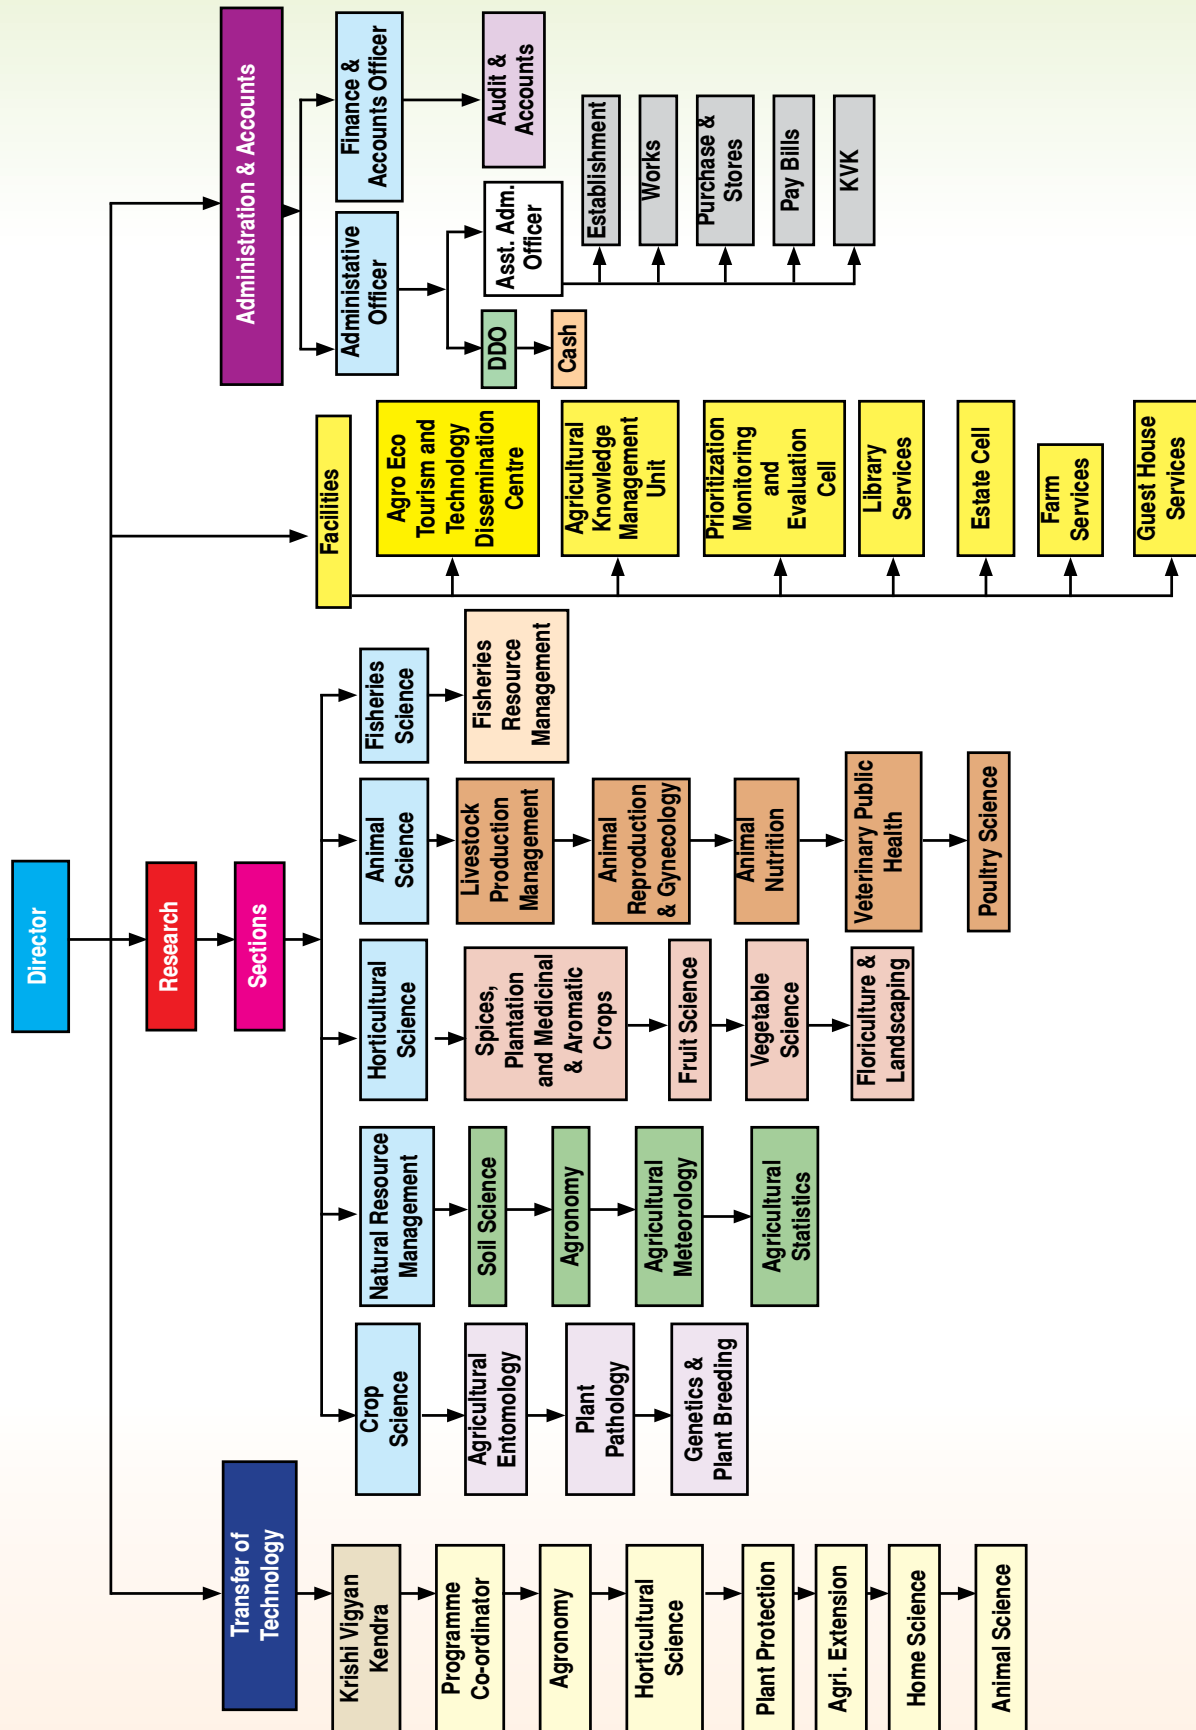 Director
Transfer of
Technology
Krishi Vigyan
Kendra
Programme
Co-ordinator
Agronomy
Horticultural
Science
Plant Protection
Agri. Extension
Home Science
Animal Science
Research
Sections
Crop
Science
Agricultural
Entomology
Plant
Pathology
Genetics &
Plant Breeding
Natural Resource
Management
Soil Science
Agronomy
Agricultural
Meteorology
Agricultural
Statistics
Horticultural
Science
Spices,
Plantation
and Medicinal
& Aromatic
Crops
Fruit Science
Vegetable
Science
Floriculture &
Landscaping
Animal
Science
Livestock
Production
Management
Animal
Reproduction
& Gynecology
Animal
Nutrition
Veterinary Public
Health
Poultry Science
Fisheries
Science
Fisheries
Resource
Management
Facilities
Agro Eco
Tourism and
Technology
Dissemination
Centre
Agricultural
Knowledge
Management
Unit
Prioritization
Monitoring
and
Evaluation
Cell
Library
Services
Estate Cell
Farm
Services
Guest House
Services
Administration & Accounts
Administative
Officer
DDO
Cash
Asst. Adm.
Officer
Establishment
Works
Purchase &
Stores
Pay Bills
KVK
Finance &
Accounts Officer
Audit &
Accounts